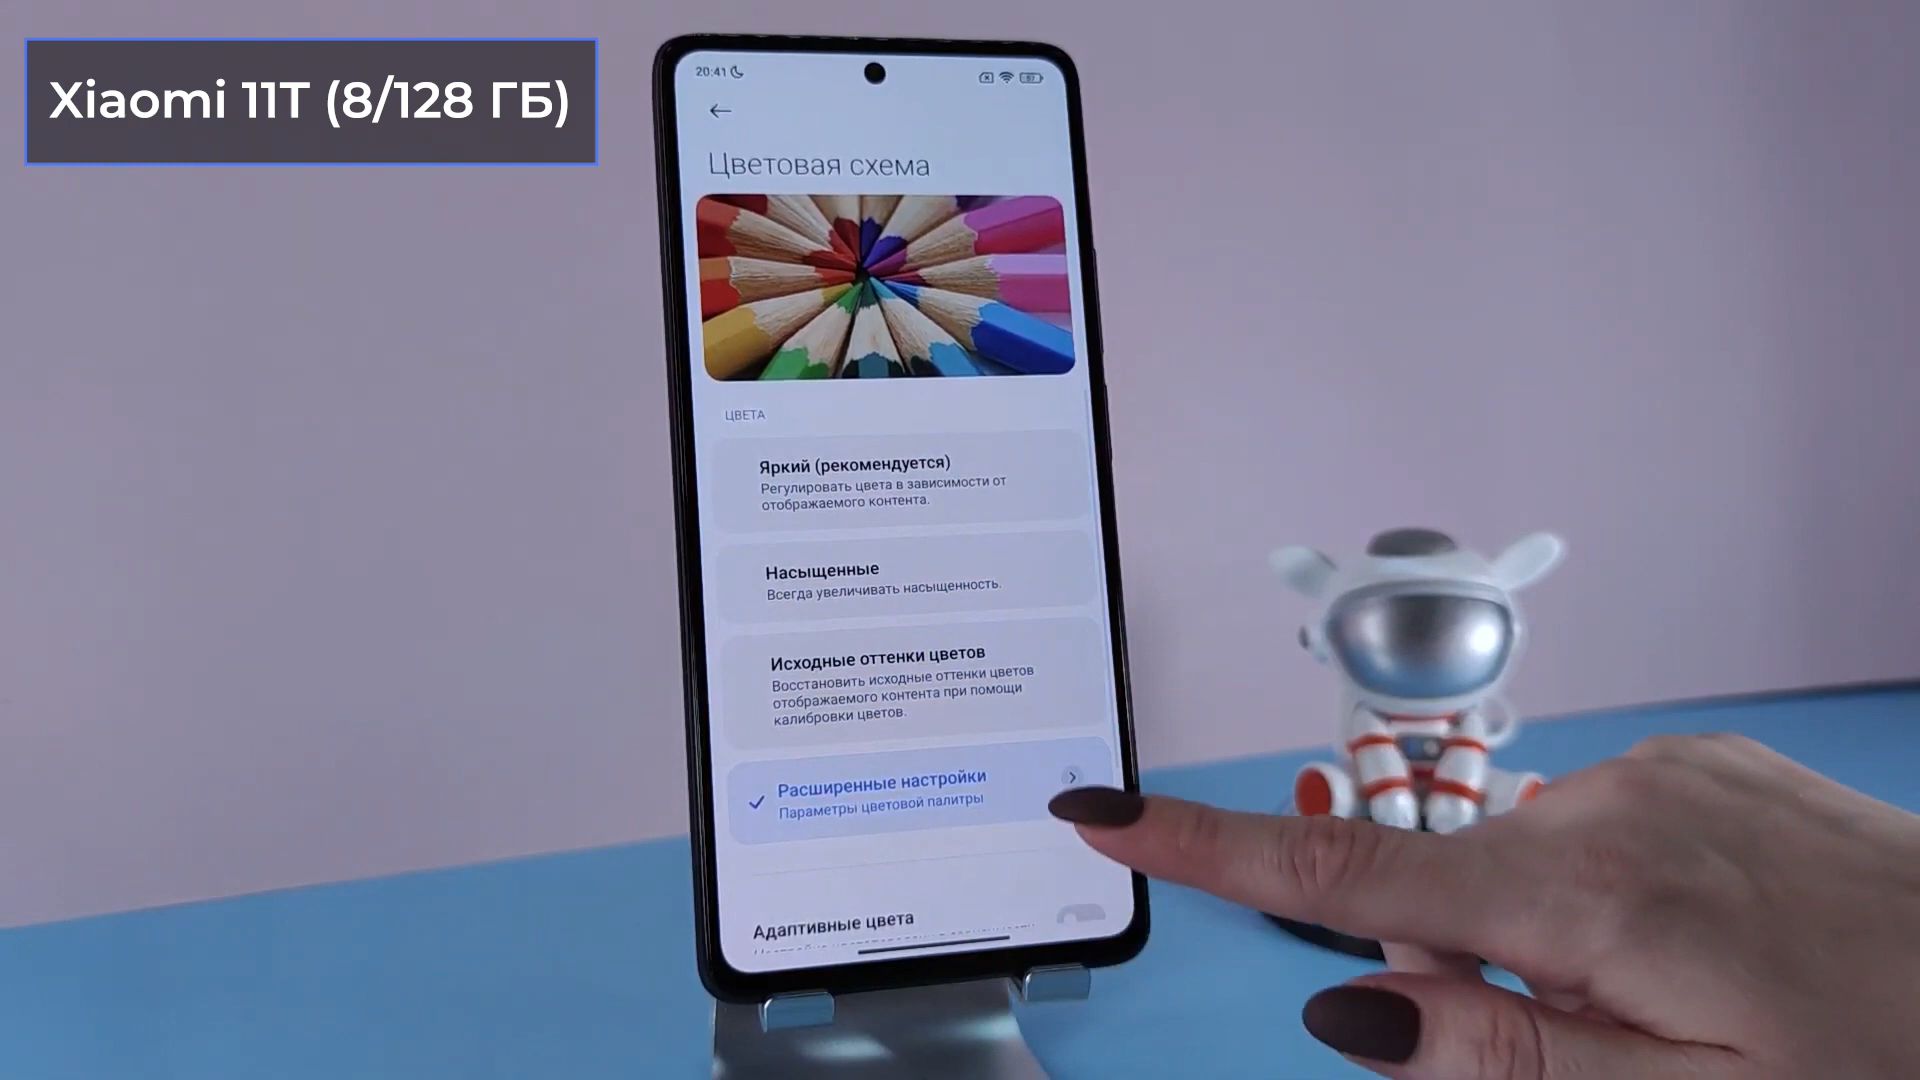 Xiaomi 11T (8/128 ГБ)
20:41
57
Цветовая схема
ЦВЕТА
Яркий (рекомендуется)
Регулировать цвета в зависимости от
отображаемого контента.
Насыщенные
Всегда увеличивать насыщенность.
Исходные оттенки цветов
Восстановить исходные оттенки цветов
отображаемого контента при помощи
калибровки цветов.
Расширенные настройки
Параметры цветовой палитры
Адаптивные цвета